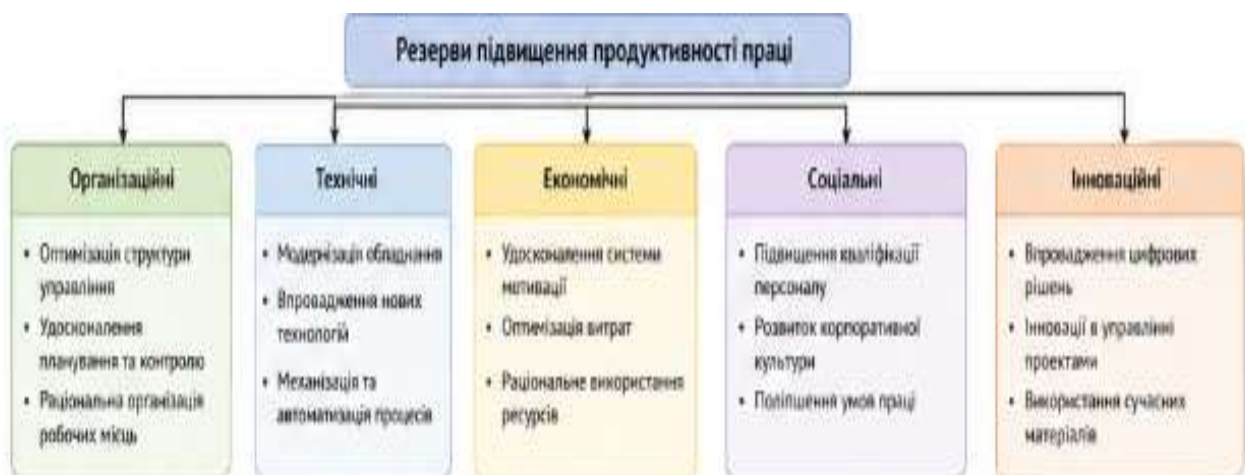 Резерви підвищення продуктивності праці
Організаційні
• Оптимізація структури
управління
• Удосконалення
планування та контролю
• Раціональна організація
робочих місць
Технічні
• Модернізація обладнання
• Впровадження нових
технологій
• Механізація та
автоматизація процесів
Економічні
• Удосконалення системи
мотивації
• Оптимізація витрат
• Раціональне використання
ресурсів
Соціальні
• Підвищення кваліфікації
персоналу
• Розвиток корпоративної
культури
• Поліпшення умов праці
Інноваційні
• Впровадження цифрових
рішень
• Інновації в управлінні
проектами
• Використання сучасних
матеріалів